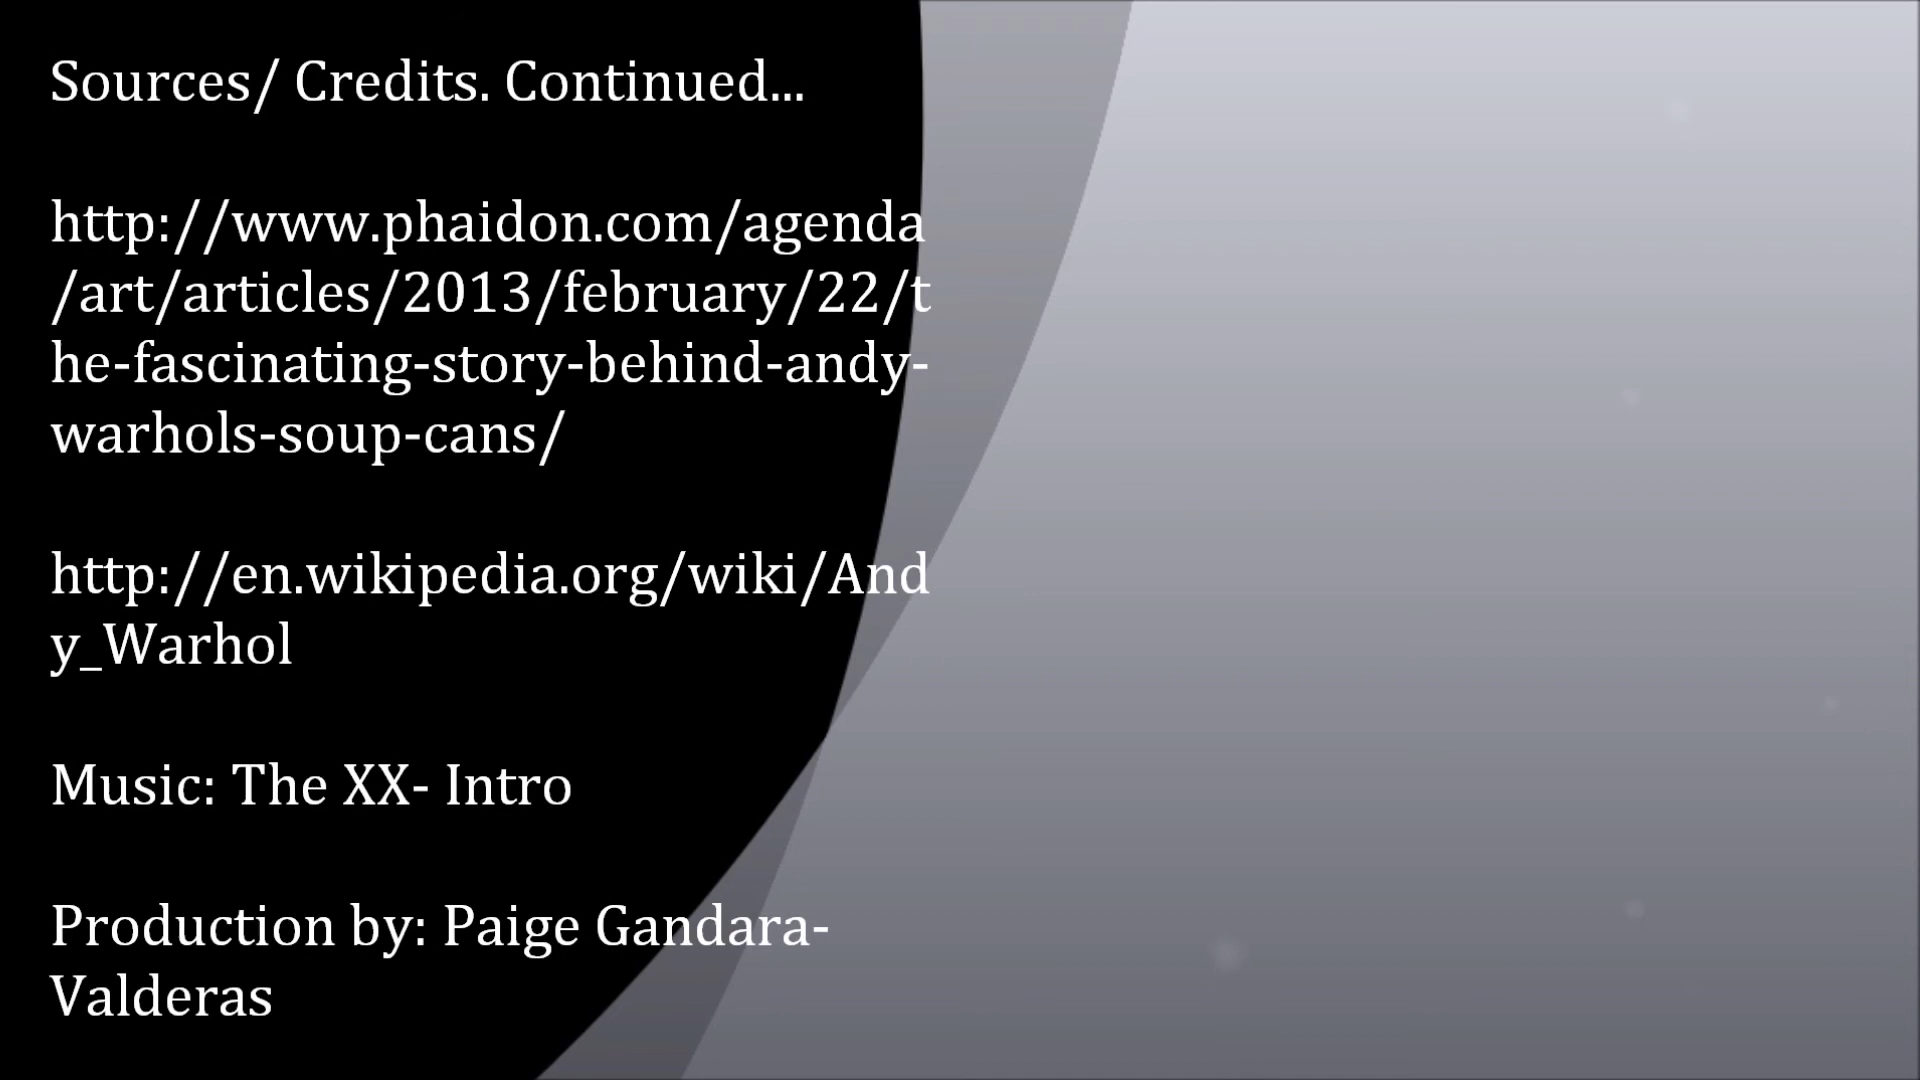 Sources/ Credits. Continued...
http://www.phaidon.com/agenda
/art/articles/2013/february/22/t
he-fascinating-story-behind-andy-
warhols-soup-cans/
http://en.wikipedia.org/wiki/And
y_Warhol
Music: The XX- Intro
Production by: Paige Gandara-
Valderas